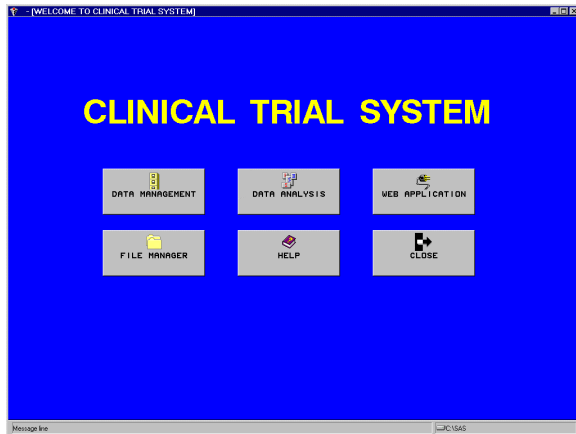 - [WELCOME TO CLINICAL TRIAL SYSTEM]
CLINICAL TRIAL SYSTEM
DATA MANAGEMENT
DATA ANALYSIS
WEB APPLICATION
FILE MANAGER
HELP
CLOSE
Message line
C:\SAS